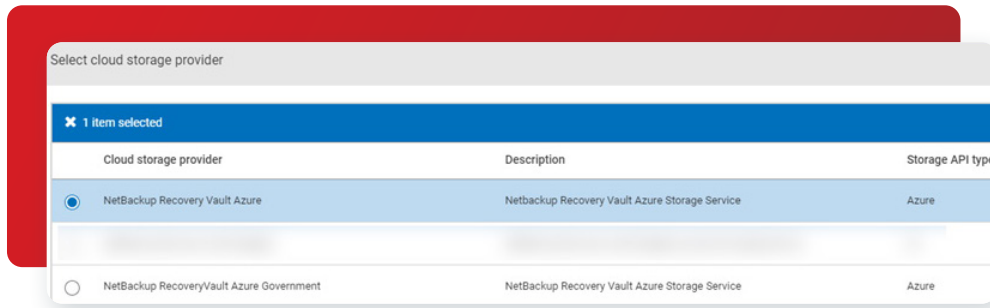 Select cloud storage provider
✖ 1 item selected
Cloud storage provider Description Storage API type
NetBackup Recovery Vault Azure Netbackup Recovery Vault Azure Storage Service Azure
NetBackup RecoveryVault Azure Government NetBackup Recovery Vault Azure Storage Service Azure